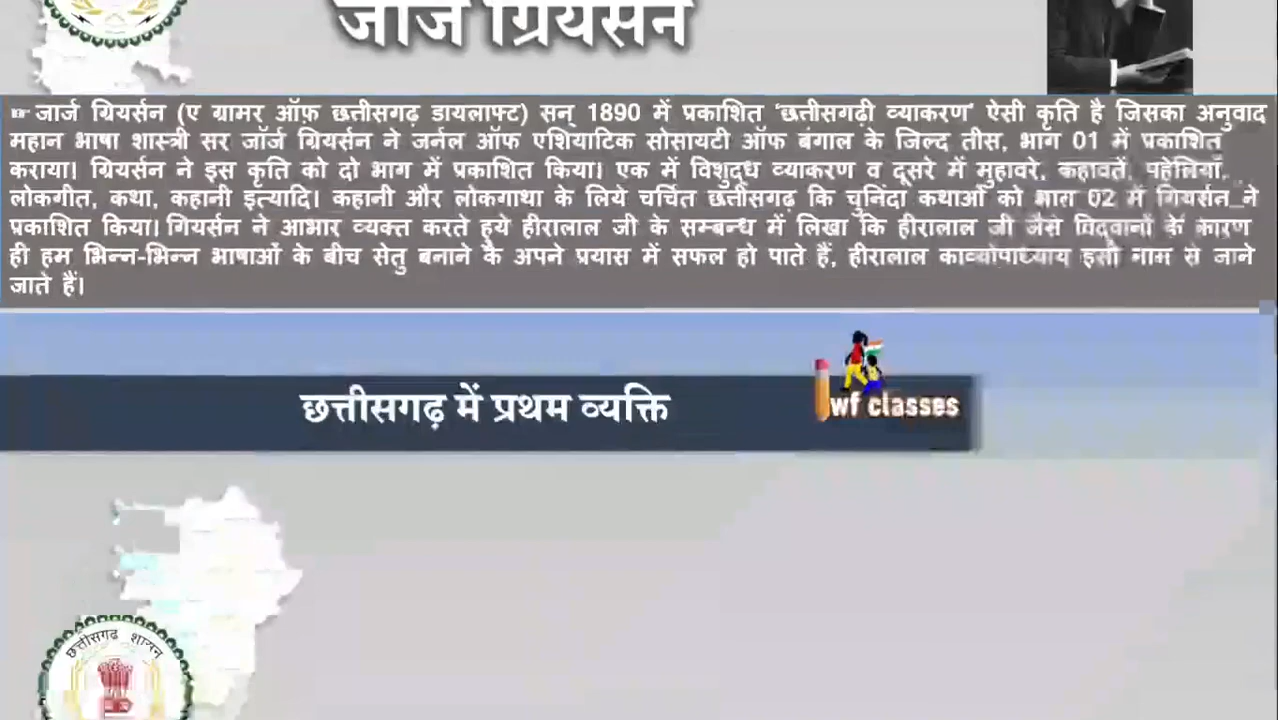 जार्ज ग्रियर्सन
☞ जार्ज ग्रियर्सन (ए ग्रामर ऑफ़ छत्तीसगढ़ डायलाफ्ट) सन् 1890 में प्रकाशित 'छत्तीसगढ़ी व्याकरण' ऐसी कृति है जिसका अनुवाद
महान भाषा शास्त्री सर जॉर्ज ग्रियर्सन ने जर्नल ऑफ एशियाटिक सोसायटी ऑफ बंगाल के जिल्द तीस, भाग 01 में प्रकाशित
कराया। ग्रियर्सन ने इस कृति को दो भाग में प्रकाशित किया। एक में विशुद्ध व्याकरण व दूसरे में मुहावरे, कहावतें, पहेलियां,
लोकगीत, कथा, कहानी इत्यादि। कहानी और लोकगाथा के लिये चर्चित छत्तीसगढ़ कि चुनिंदा कथाओं को भाग 02 में गियर्सन ने
प्रकाशित किया। गियर्सन ने आभार व्यक्त करते हुये हीरालाल जी के सम्बन्ध में लिखा कि हीरालाल जी जैसे विद्वानों के कारण
ही हम भिन्न-भिन्न भाषाओं के बीच सेतु बनाने के अपने प्रयास में सफल हो पाते हैं, हीरालाल काव्योपाध्याय इसी नाम से जाने
जाते हैं।
छत्तीसगढ़ में प्रथम व्यक्ति
wf classes
छत्तीसगढ़ शासन